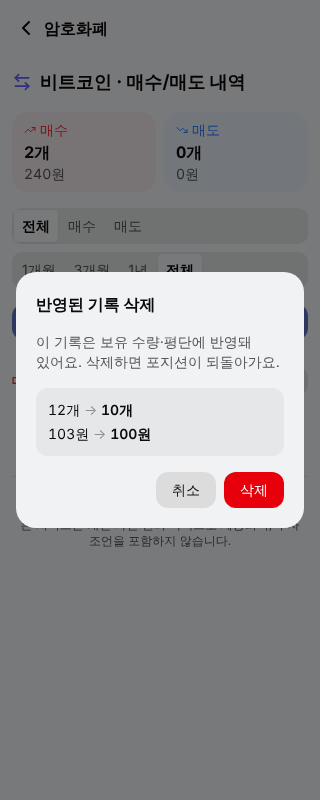 암호화폐
비트코인 · 매수/매도 내역
매수
2개
240원
매도
0개
0원
전체 매수 매도
1개월 3개월 1년 전체
반영된 기록 삭제
이 기록은 보유 수량·평단에 반영돼
있어요. 삭제하면 포지션이 되돌아가요.
12개 → 10개
103원 → 100원
취소 삭제
조언을 포함하지 않습니다.